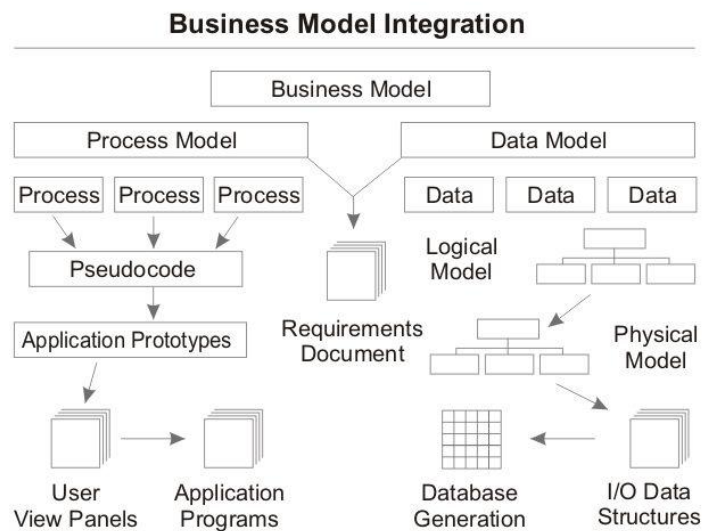 Business Model Integration
Business Model
Process Model
Data Model
Process
Process
Process
Data
Data
Data
Pseudocode
Logical
Model
Application Prototypes
Requirements
Document
Physical
Model
User
View Panels
Application
Programs
Database
Generation
I/O Data
Structures